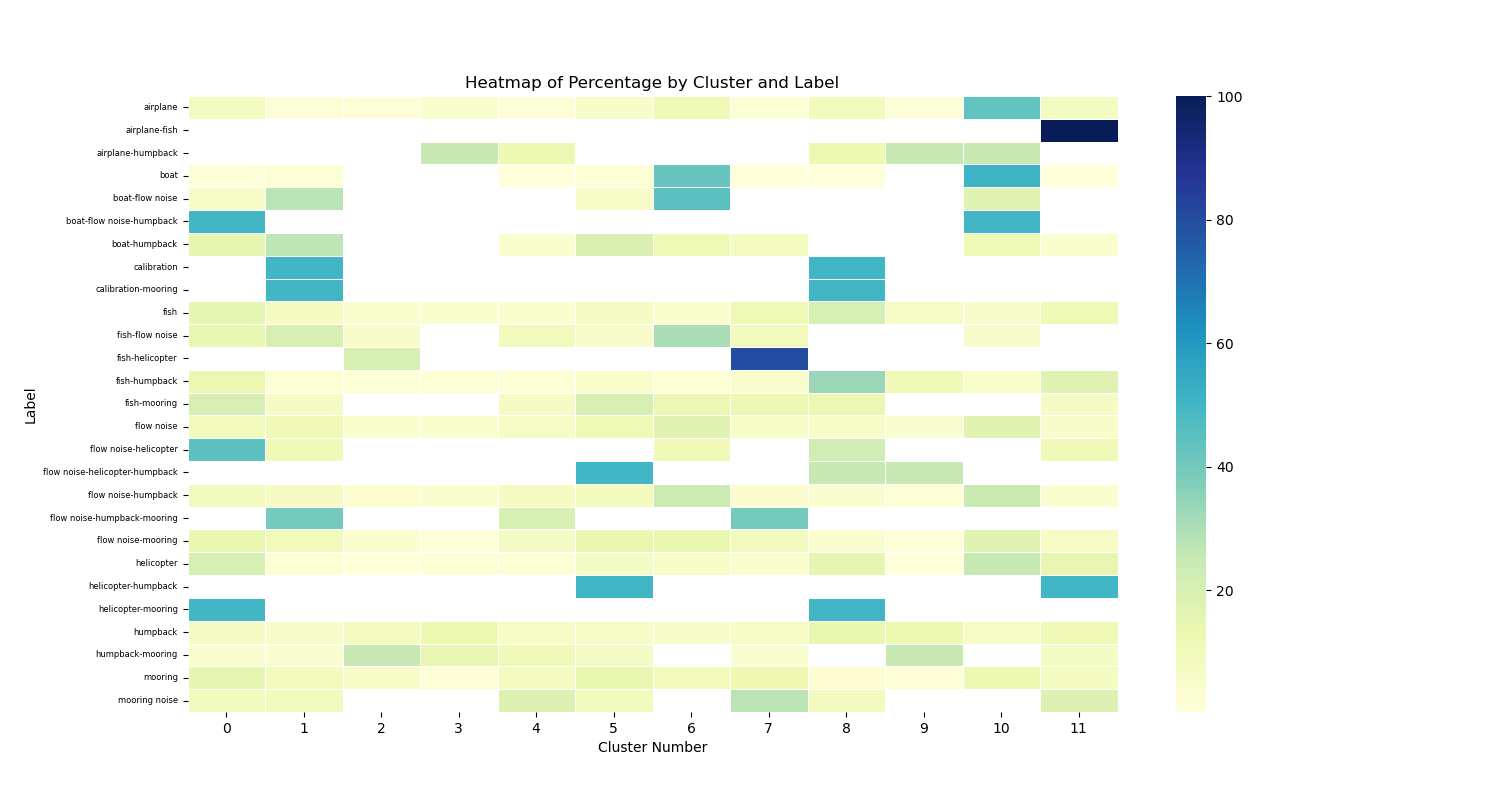 Heatmap of Percentage by Cluster and Label
airplane
airplane-fish
airplane-humpback
boat
boat-flow noise
boat-flow noise-humpback
boat-humpback
calibration
calibration-mooring
fish
fish-flow noise
fish-helicopter
fish-humpback
fish-mooring
flow noise
flow noise-helicopter
flow noise-helicopter-humpback
flow noise-humpback
flow noise-humpback-mooring
flow noise-mooring
helicopter
helicopter-humpback
helicopter-mooring
humpback
humpback-mooring
mooring
mooring noise
Label
0 1 2 3 4 5 6 7 8 9 10 11
Cluster Number
100
80
60
40
20